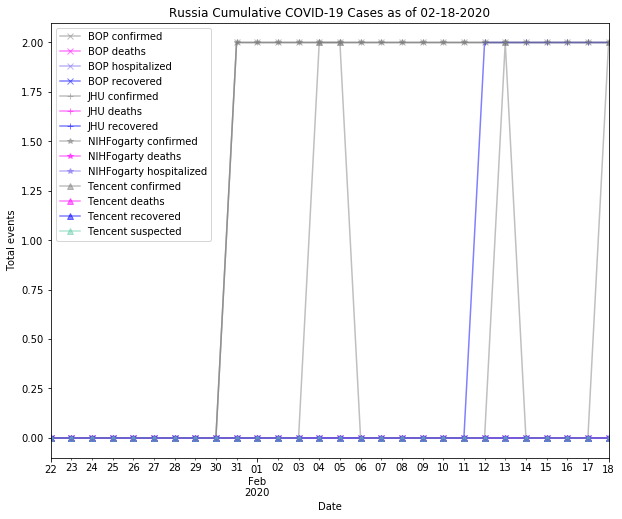 Russia Cumulative COVID-19 Cases as of 02-18-2020
BOP confirmed
BOP deaths
BOP hospitalized
BOP recovered
JHU confirmed
JHU deaths
JHU recovered
NIHFogarty confirmed
NIHFogarty deaths
NIHFogarty hospitalized
Tencent confirmed
Tencent deaths
Tencent recovered
Tencent suspected
Total events
2.00
1.75
1.50
1.25
1.00
0.75
0.50
0.25
0.00
22 23 24 25 26 27 28 29 30 31 01 02 03 04 05 06 07 08 09 10 11 12 13 14 15 16 17 18
Feb
2020
Date